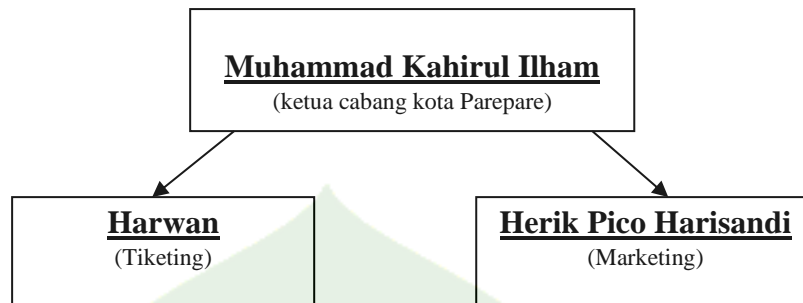 Muhammad Kahirul Ilham
(ketua cabang kota Parepare)
Harwan
(Tiketing)
Herik Pico Harisandi
(Marketing)